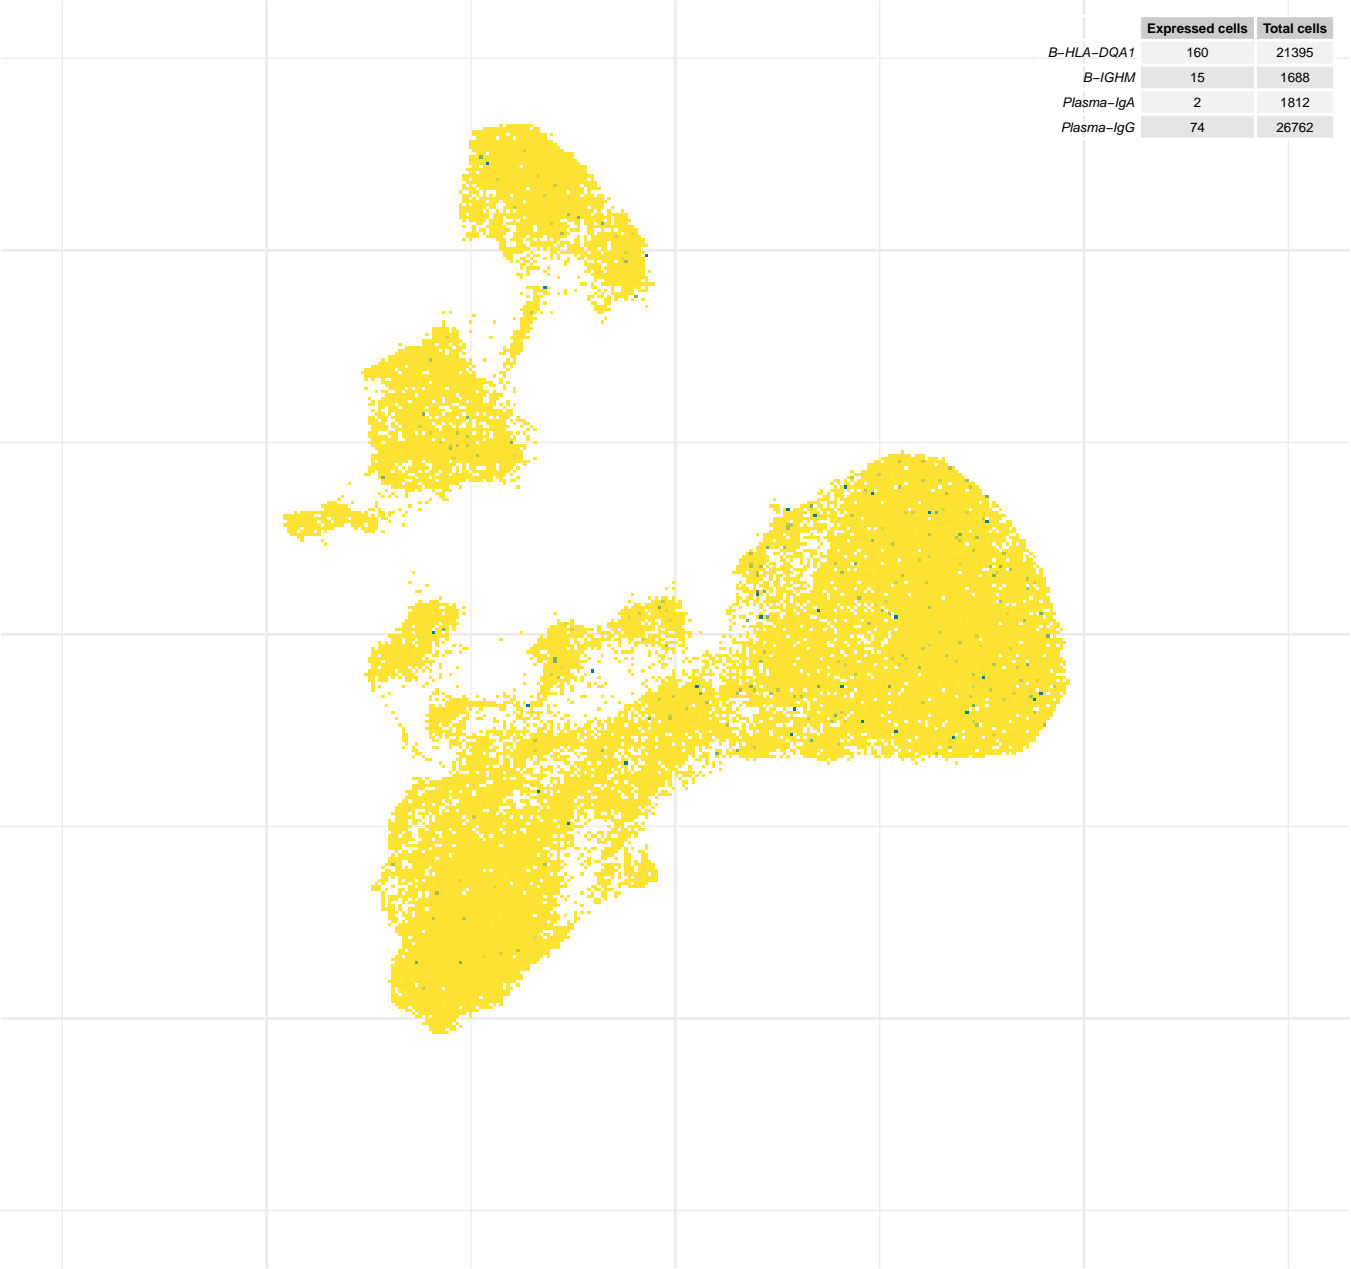 Expressed cells Total cells
B−HLA−DQA1 160 21395
B−IGHM 15 1688
Plasma−IgA 2 1812
Plasma−IgG 74 26762